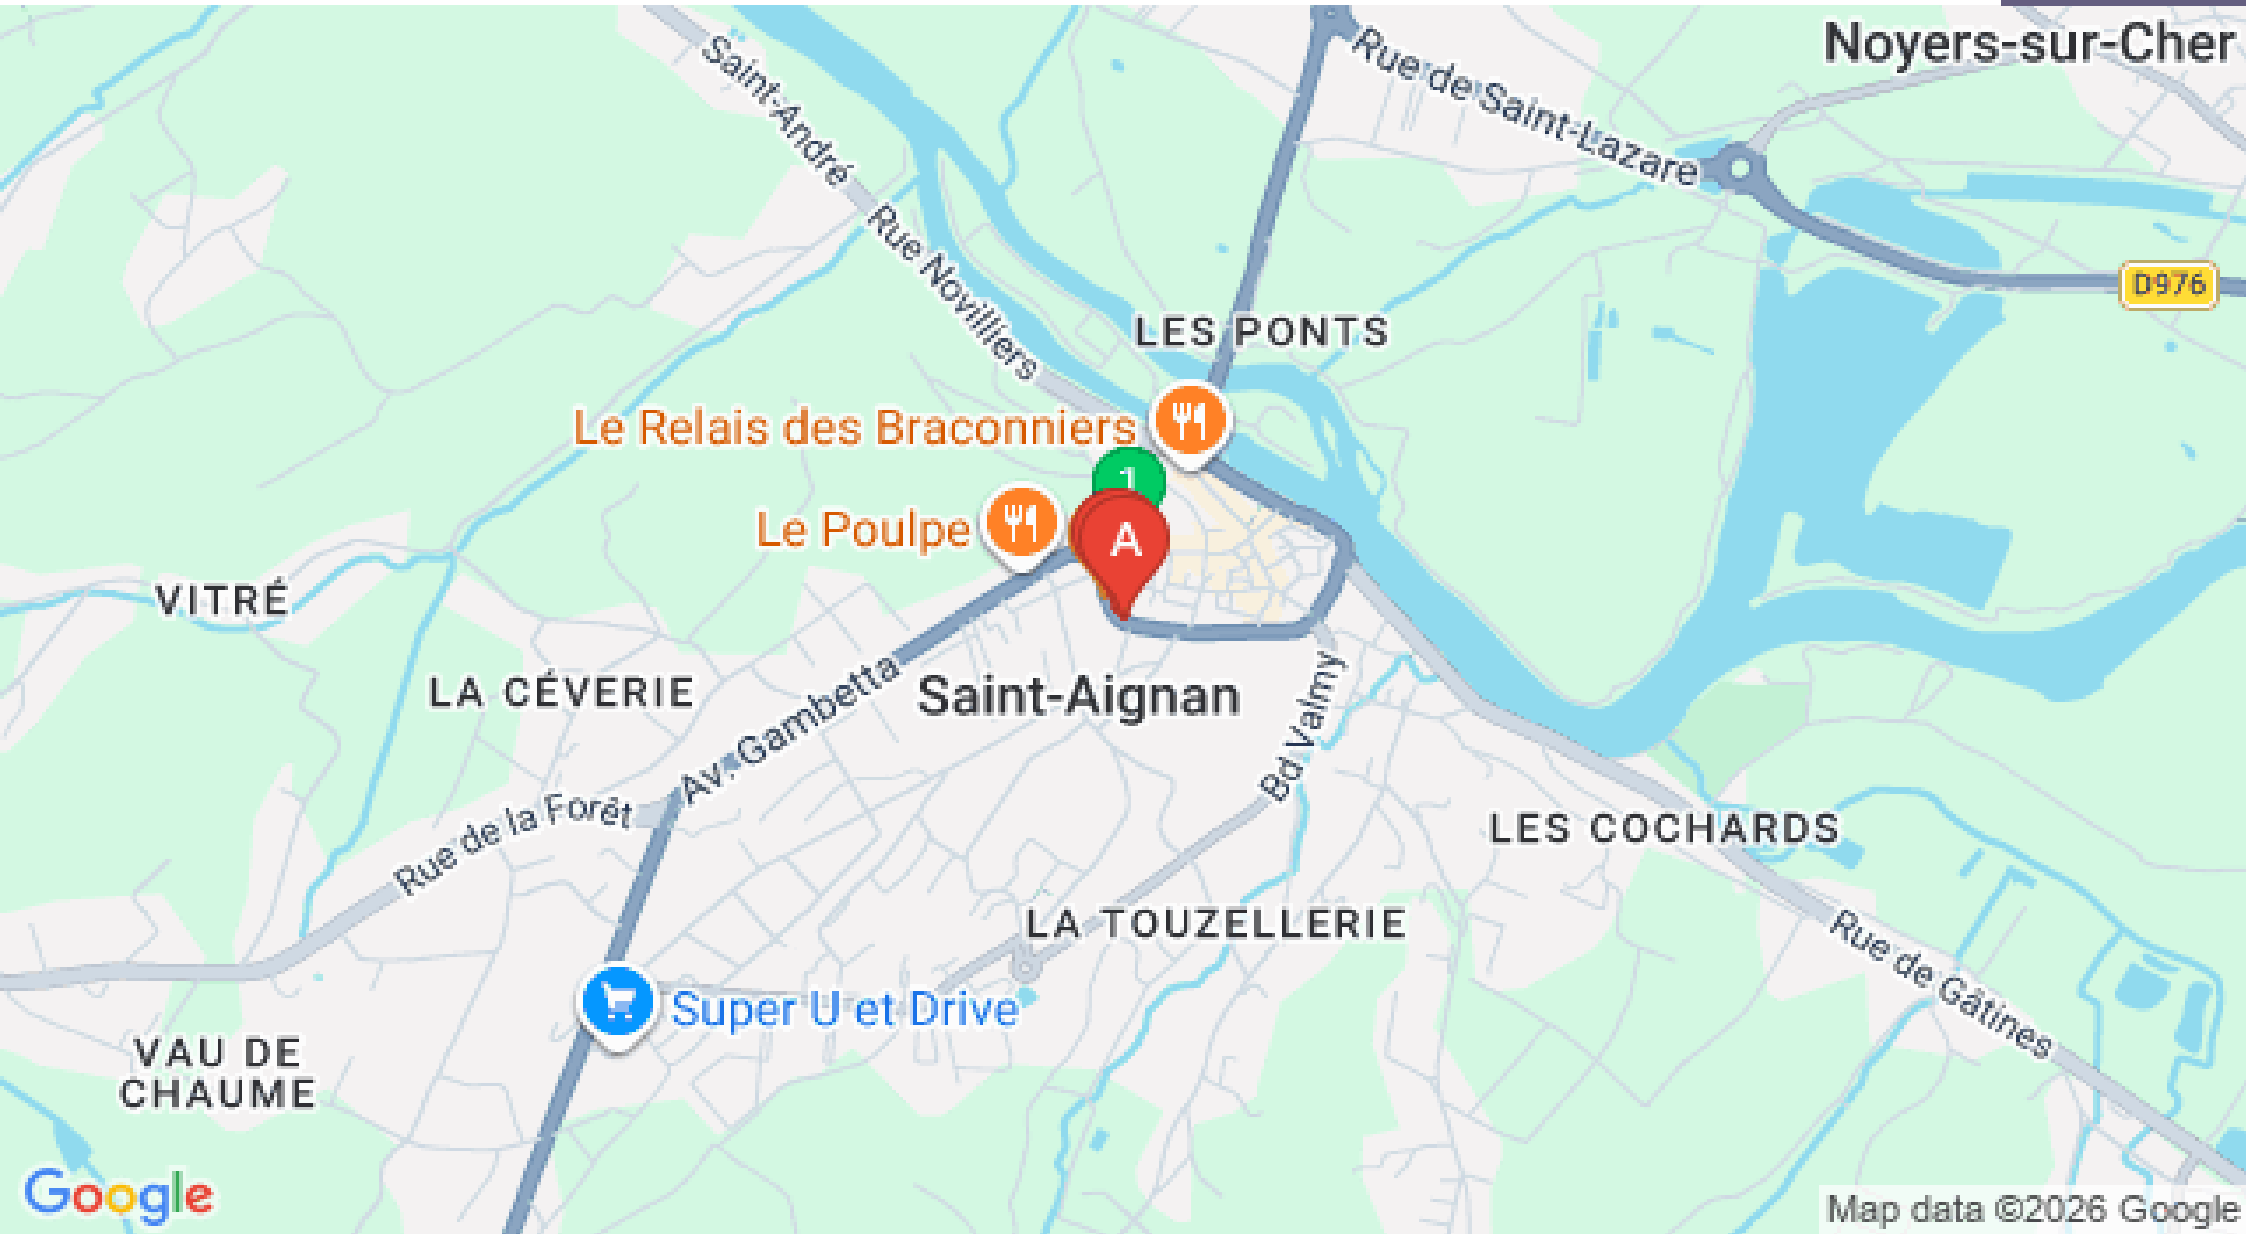 Noyers-sur-Cher
Rue de Saint-Lazare
Saint-André
D976
Rue Novilliers
LES PONTS
Le Relais des Braconniers
1
Le Poulpe
A
VITRÉ
LA CÉVERIE
Saint-Aignan
Av. Gambetta
Bd Valmy
Rue de la Forêt
LES COCHARDS
LA TOUZELLERIE
Rue de Gâtines
Super U et Drive
VAU DE
CHAUME
Google
Map data ©2026 Google